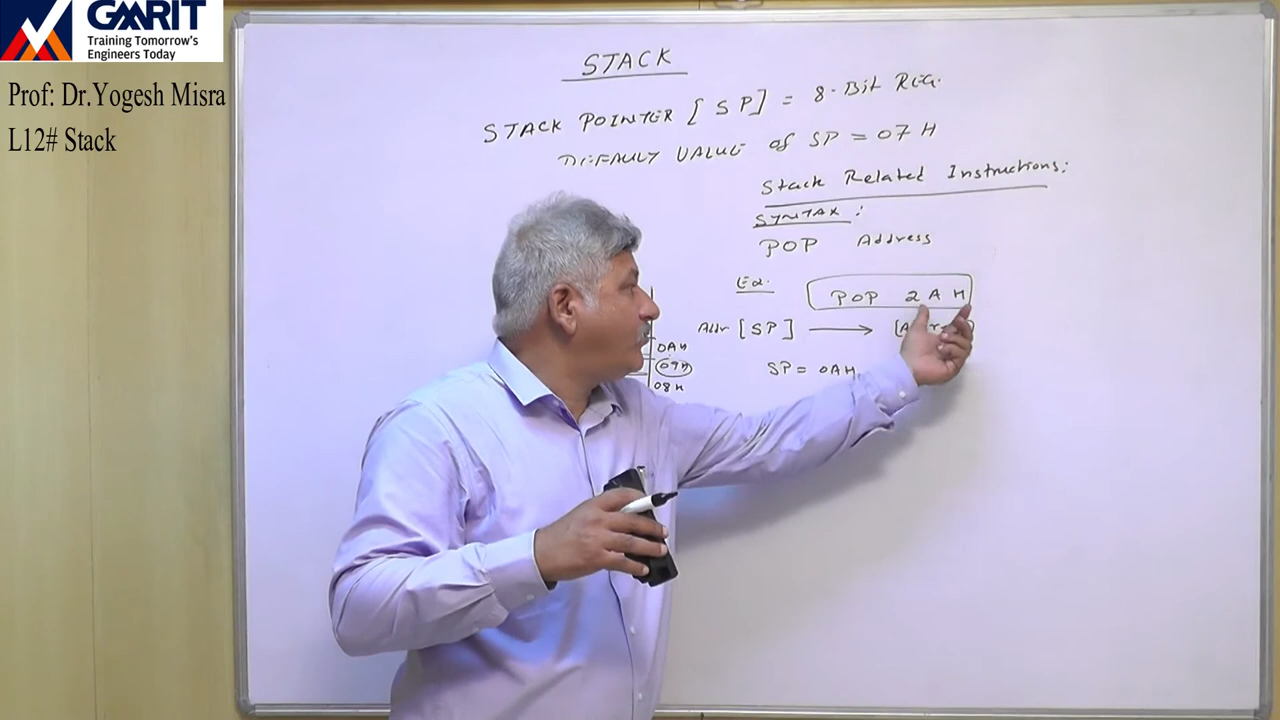 GMRIT
Training Tomorrow's
Engineers Today
Prof: Dr.Yogesh Misra
L12# Stack
STACK
STACK POINTER [SP] = 8-Bit REG.
DEFAULT VALUE of SP = 07 H
Stack Related Instructions:
SYNTAX:
POP Address
Ex.
POP 2AH
Addr [SP] →
0AH
09H
08H
SP = 0AH